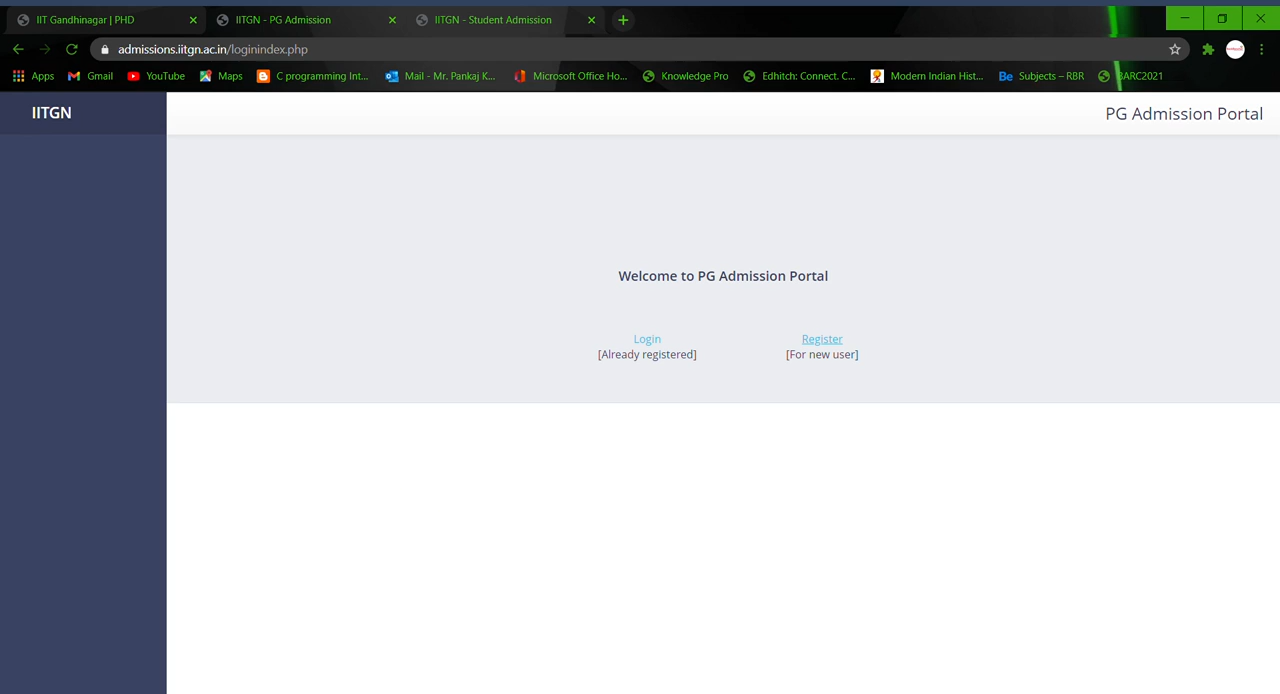 IIT Gandhinagar | PHD
IITGN - PG Admission
IITGN - Student Admission
admissions.iitgn.ac.in/loginindex.php
Apps
Gmail
YouTube
Maps
C programming Int...
Mail - Mr. Pankaj K...
Microsoft Office Ho...
Knowledge Pro
Edhitch: Connect. C...
Modern Indian Hist...
Be Subjects – RBR
BARC2021
IITGN
PG Admission Portal
Welcome to PG Admission Portal
Login
[Already registered]
Register
[For new user]